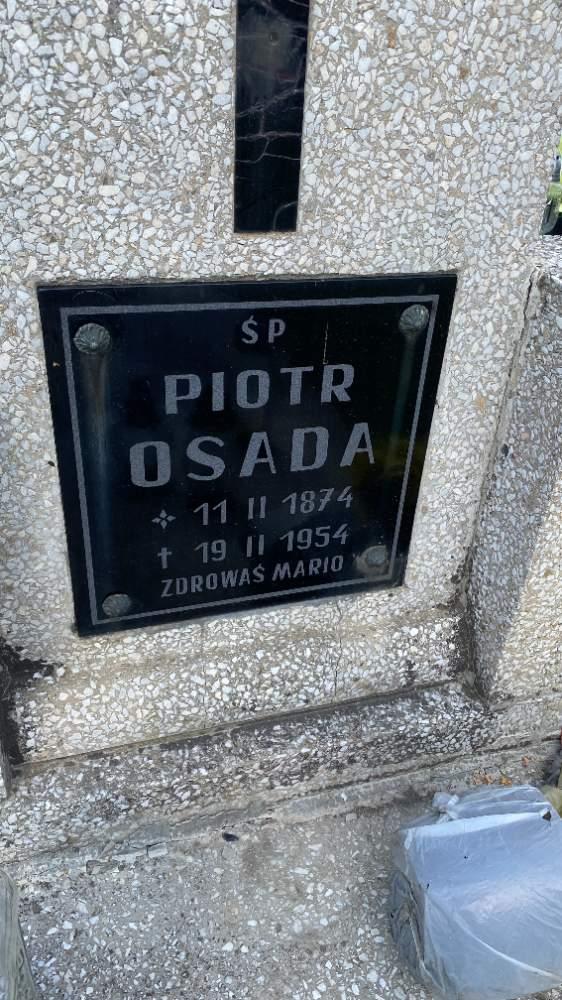 ŚP
PIOTR
OSADA
11 II 1874
† 19 II 1954
ZDROWAŚ MARIO